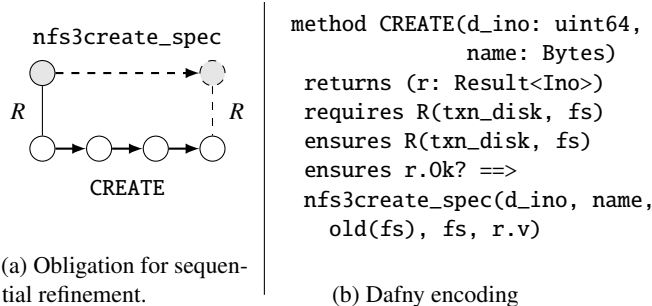 nfs3create_spec
R
R
CREATE
(a) Obligation for sequen-
tial refinement.
method CREATE(d_ino: uint64,
name: Bytes)
returns (r: Result<Ino>)
requires R(txn_disk, fs)
ensures R(txn_disk, fs)
ensures r.Ok? ==>
nfs3create_spec(d_ino, name,
old(fs), fs, r.v)
(b) Dafny encoding